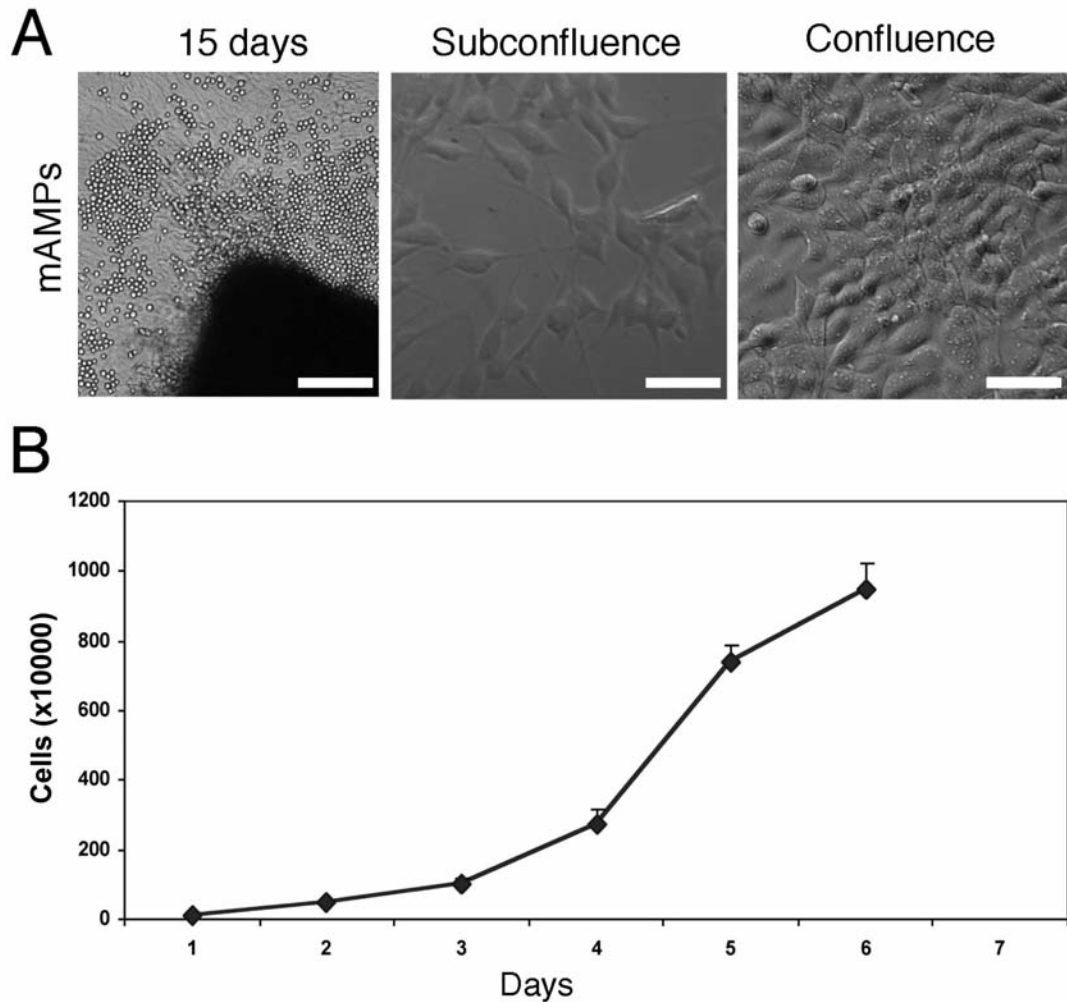 A
15 days
Subconfluence
Confluence
mAMPs
B
Cells (x10000)
1200
1000
800
600
400
200
0
1 2 3 4 5 6 7
Days